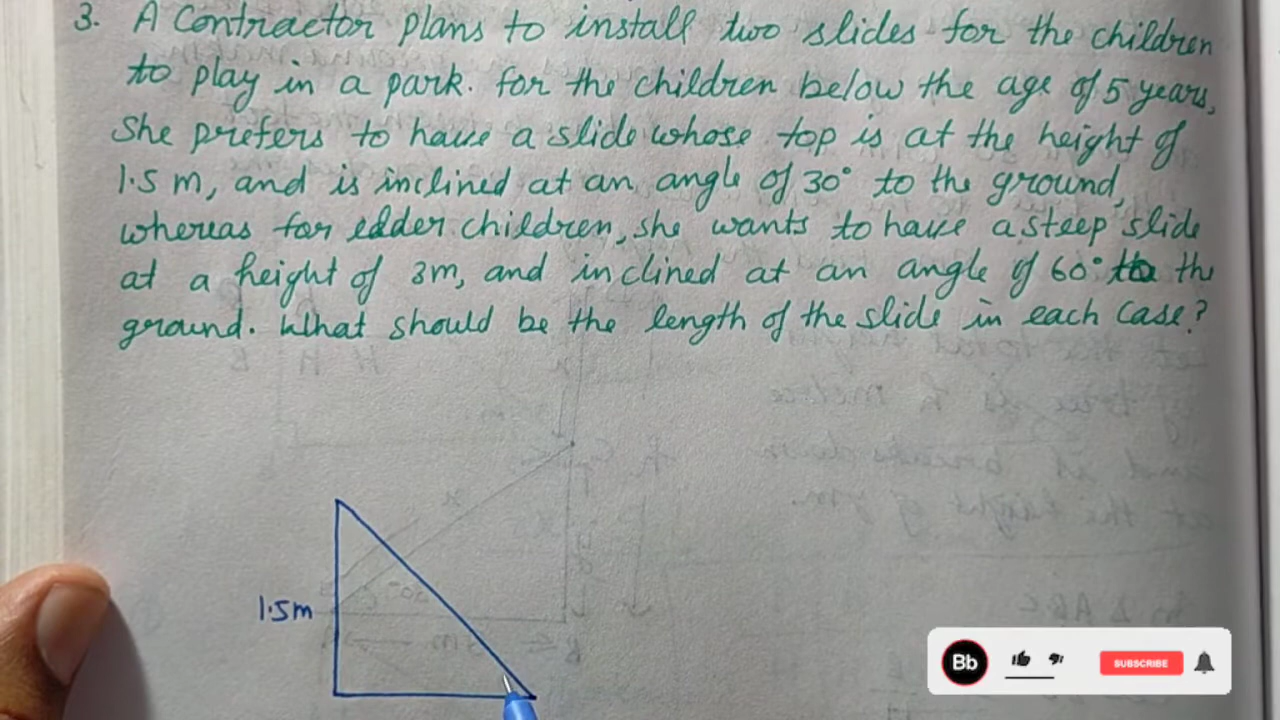 3. A Contractor plans to install two slides for the children
to play in a park. for the children below the age of 5 years,
She prefers to have a slide whose top is at the height of
1.5 m, and is inclined at an angle of 30° to the ground,
whereas for elder children, she wants to have a steep slide
at a height of 3m, and inclined at an angle of 60° to the
ground. What should be the length of the slide in each case?
1.5m
Bb
SUBSCRIBE